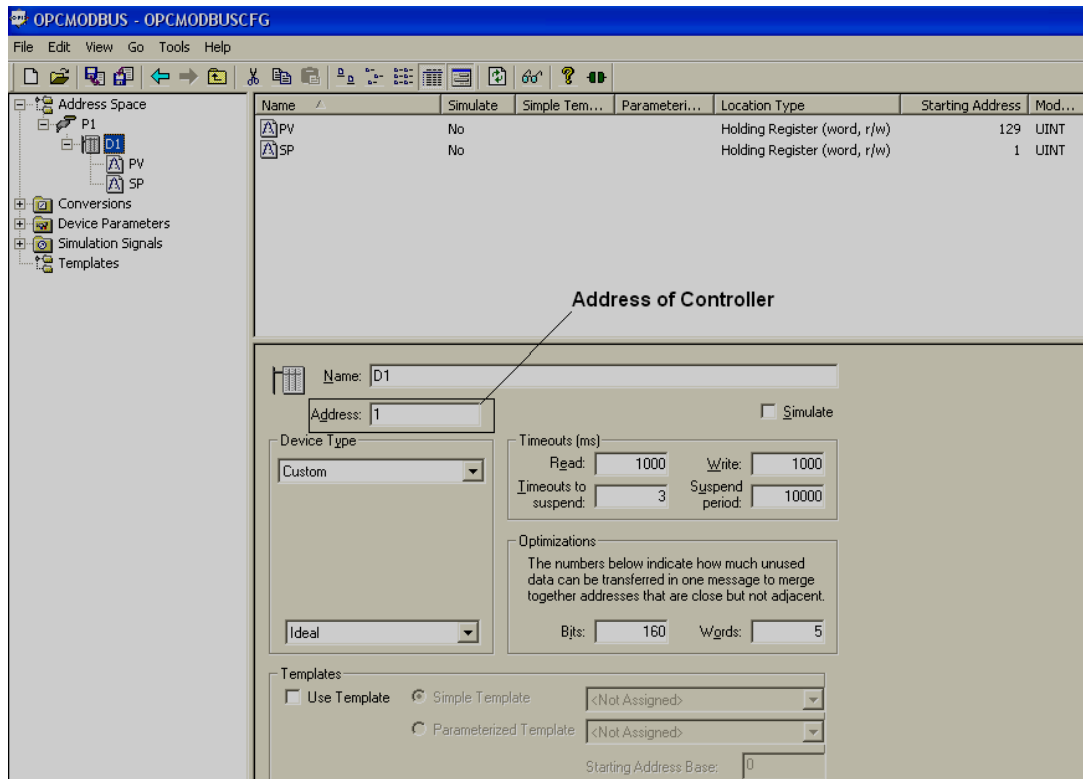 OPCMODBUS - OPCMODBUSCFG
File Edit View Go Tools Help
Address Space
P1
D1
PV
SP
Conversions
Device Parameters
Simulation Signals
Templates
Name Simulate Simple Tem... Parameteri... Location Type Starting Address Mod...
PV No Holding Register (word, r/w) 129 UINT
SP No Holding Register (word, r/w) 1 UINT
Address of Controller
Name: D1
Address: 1
Simulate
Device Type
Custom
Ideal
Timeouts (ms)
Read: 1000 Write: 1000
Timeouts to suspend: 3 Suspend period: 10000
Optimizations
The numbers below indicate how much unused
data can be transferred in one message to merge
together addresses that are close but not adjacent.
Bits: 160 Words: 5
Templates
Use Template Simple Template <Not Assigned>
Parameterized Template <Not Assigned>
Starting Address Base: 0